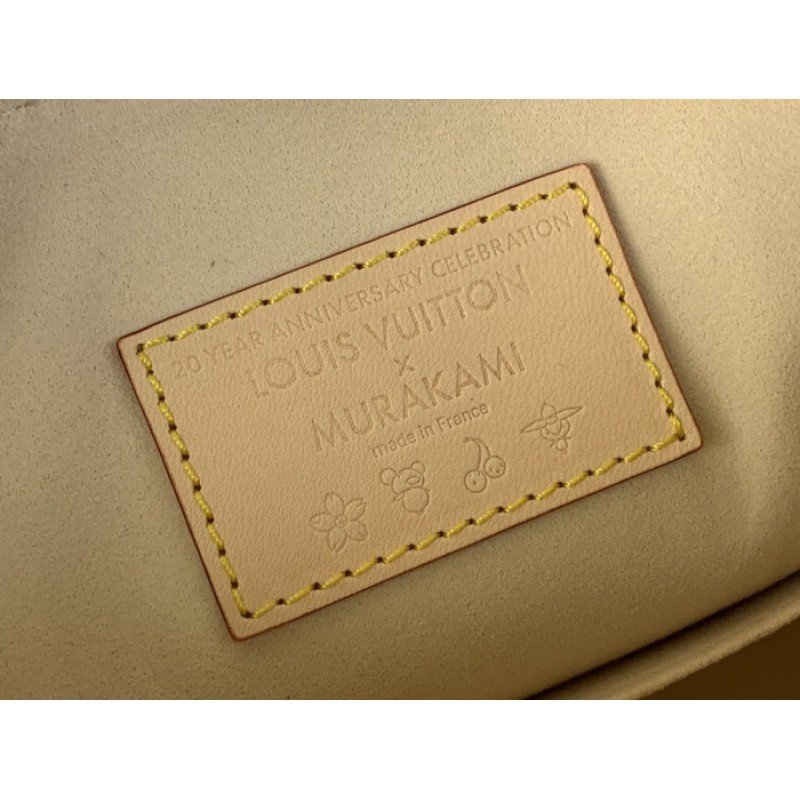 20 YEAR ANNIVERSARY CELEBRATION
LOUIS VUITTON
×
MURAKAMI
made in France